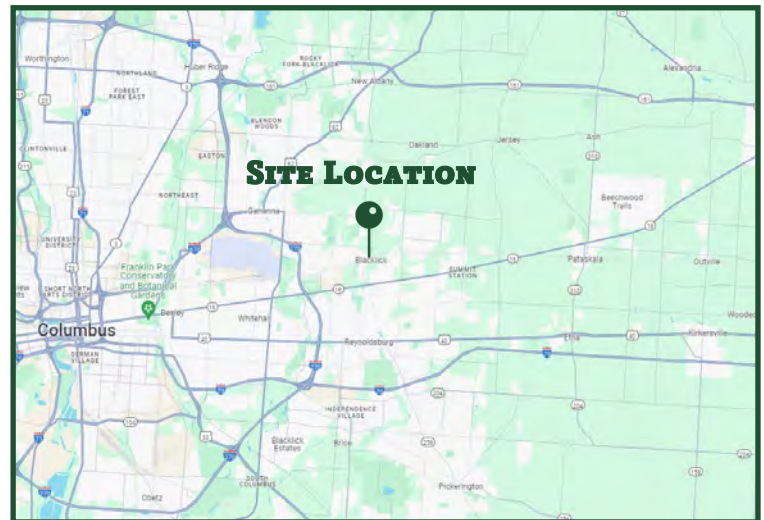 Worthington
Huber Ridge
ROCKY
FORK-BLACKLICK
NORTHLAND
New Albany
Alexandria
FOREST
PARK EAST
BLENDON
WOODS
CLINTONVILLE
EASTON
Oakland
Jersey
SITE LOCATION
NORTHEAST
Beechwood
Trails
Gahanna
UNIVERSITY
DISTRICT
Blacklick
Franklin Park
Conservatory
and Botanical
Gardens
SUMMIT
STATION
Pataskala
Outville
SHORT NORTH
ARTS DISTRICT
Bexley
Whitehall
Columbus
Reynoldsburg
Etna
Kirkersville
GERMAN
VILLAGE
INDEPENDENCE
VILLAGE
Blacklick
Estates
Brice
SOUTH
COLUMBUS
Obetz
Pickerington